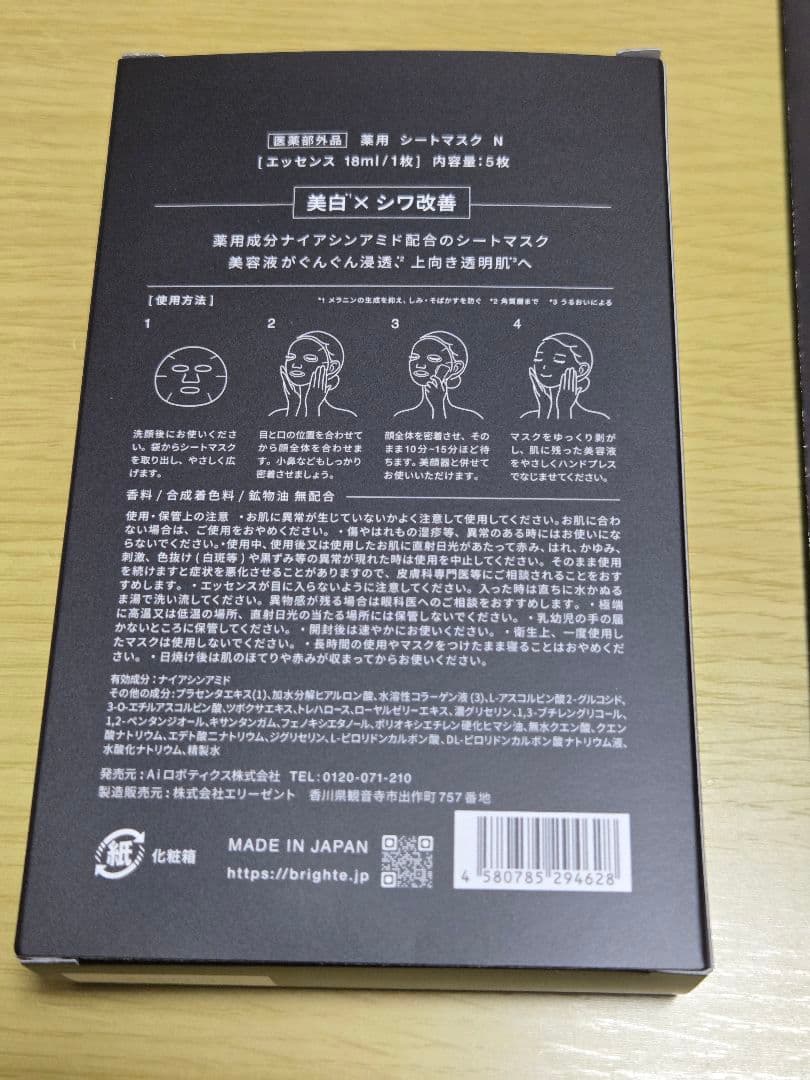 医薬部外品 薬用 シートマスク N
[エッセンス 18ml/1枚] 内容量:5枚
美白*1 × シワ改善
薬用成分ナイアシンアミド配合のシートマスク
美容液がぐんぐん浸透、*2 上向き透明肌*3へ
[使用方法] *1 メラニンの生成を抑え、しみ・そばかすを防ぐ *2 角質層まで *3 うるおいによる
1
洗顔後にお使いくださ
い。袋からシートマスク
を取り出し、やさしく広
げます。
2
目と口の位置を合わせて
から顔全体を合わせま
す。小鼻などもしっかり
密着させましょう。
3
顔全体を密着させ、その
まま10分~15分ほど待
ちます。美顔器と併せて
お使いいただけます。
4
マスクをゆっくり剥が
し、肌に残った美容液
をやさしくハンドプレス
でなじませてください。
香料/合成着色料/鉱物油 無配合
使用・保管上の注意 ・お肌に異常が生じていないかよく注意して使用してください。お肌に合わ
ない場合は、ご使用をおやめください。 ・傷やはれもの湿疹等、異常のある時にはお使いにな
らないでください。・使用中、使用後又は使用したお肌に直射日光があたって赤み、はれ、かゆみ、
刺激、色抜け(白斑等)や黒ずみ等の異常が現れた時は使用を中止してください。そのまま使用
を続けますと症状を悪化させることがありますので、皮膚科専門医等にご相談されることをおす
すめします。 ・エッセンスが目に入らないように注意してください。入った時は直ちに水かぬる
ま湯で洗い流してください。異物感が残る場合は眼科医へのご相談をおすすめします。 ・極端
に高温又は低温の場所、直射日光の当たる場所には保管しないでください。 ・乳幼児の手の届
かないところに保管してください。 ・開封後は速やかにお使いください。 ・衛生上、一度使用し
たマスクは使用しないでください。 ・長時間の使用やマスクをつけたまま寝ることはおやめくだ
ください。 ・日焼け後は肌のほてりや赤みが収まってからお使いください。
有効成分:ナイアシンアミド
その他の成分:プラセンタエキス(1)、加水分解ヒアルロン酸、水溶性コラーゲン液(3)、L-アスコルビン酸2-グルコシド、
3-O-エチルアスコルビン酸、ツボクサエキス、トレハロース、ローヤルゼリーエキス、濃グリセリン、1,3-ブチレングリコール、
1,2-ペンタンジオール、キサンタンガム、フェノキシエタノール、ポリオキシエチレン硬化ヒマシ油、無水クエン酸、クエン
酸ナトリウム、エデト酸二ナトリウム、ジグリセリン、L-ピロリドンカルボン酸、DL-ピロリドンカルボン酸ナトリウム液、
水酸化ナトリウム、精製水
発売元:Aiロボティクス株式会社 TEL:0120-071-210
製造販売元:株式会社エリーゼント 香川県観音寺市出作町757番地
紙 化粧箱
MADE IN JAPAN
https://brighte.jp
4 580785 294628